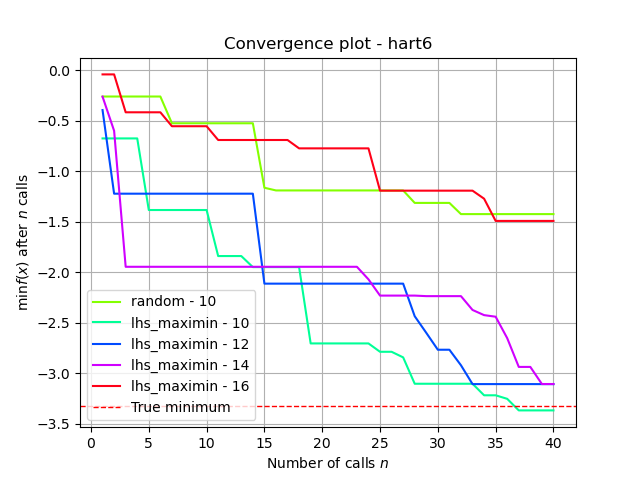 Convergence plot - hart6
min f(x) after n calls
0.0
−0.5
−1.0
−1.5
−2.0
−2.5
−3.0
−3.5
random - 10
lhs_maximin - 10
lhs_maximin - 12
lhs_maximin - 14
lhs_maximin - 16
True minimum
0 5 10 15 20 25 30 35 40
Number of calls n